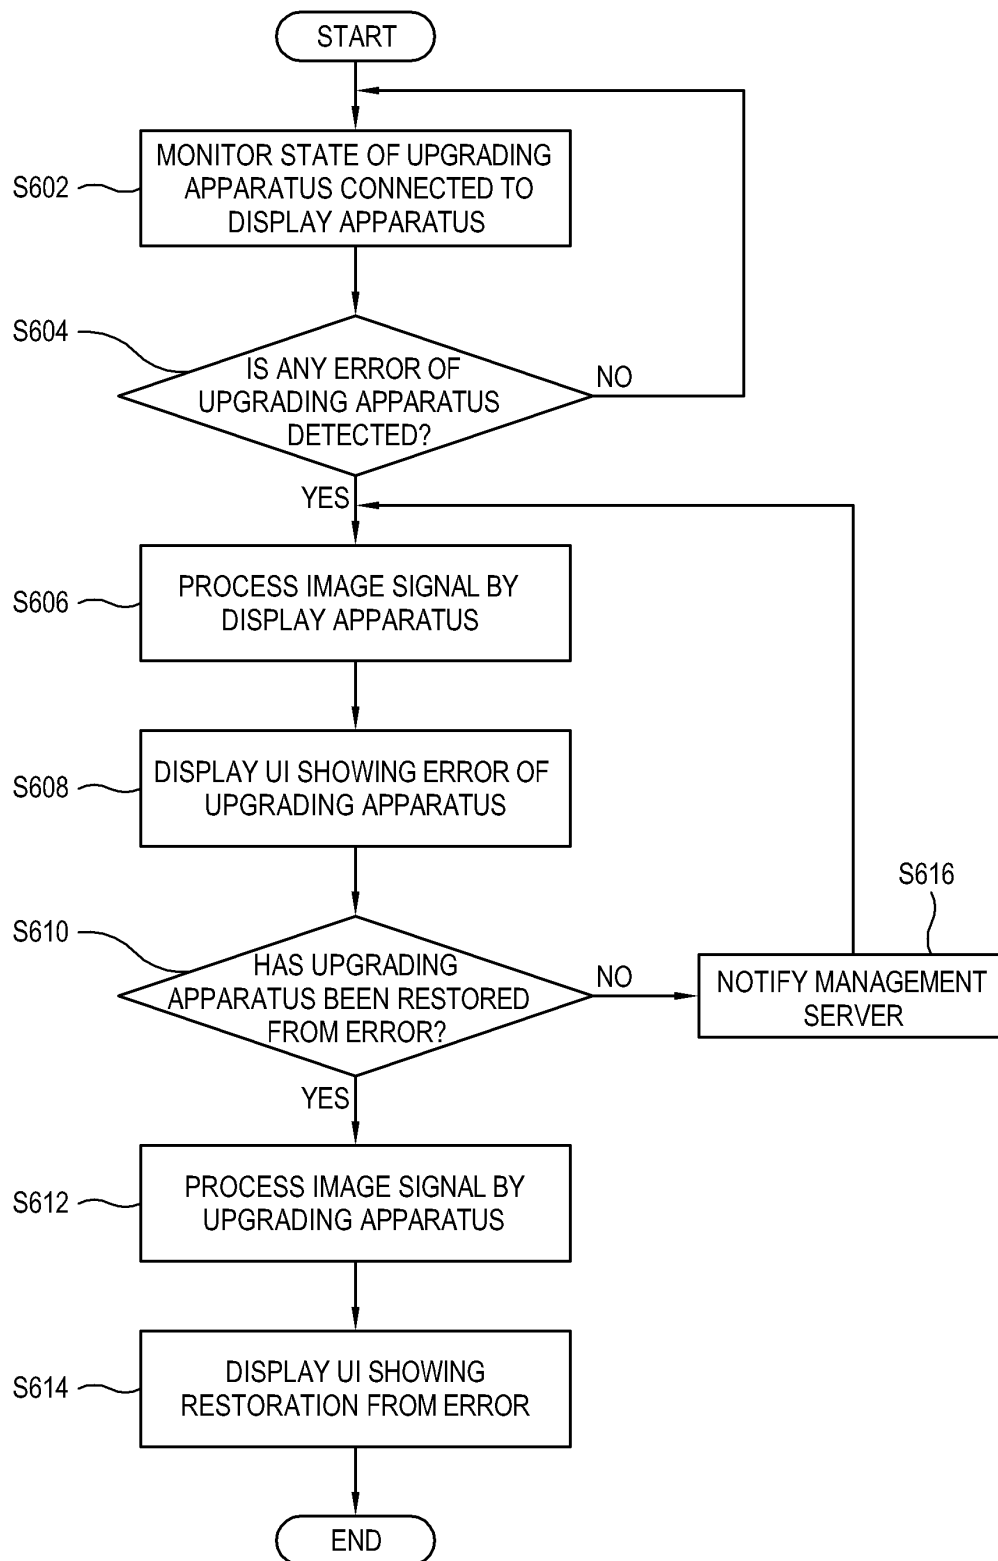 START
MONITOR STATE OF UPGRADING
APPARATUS CONNECTED TO
DISPLAY APPARATUS
S602
S604
IS ANY ERROR OF
UPGRADING APPARATUS
DETECTED?
NO
YES
S606
PROCESS IMAGE SIGNAL BY
DISPLAY APPARATUS
S608
DISPLAY UI SHOWING ERROR OF
UPGRADING APPARATUS
S610
HAS UPGRADING
APPARATUS BEEN RESTORED
FROM ERROR?
NO
S616
NOTIFY MANAGEMENT
SERVER
YES
S612
PROCESS IMAGE SIGNAL BY
UPGRADING APPARATUS
S614
DISPLAY UI SHOWING
RESTORATION FROM ERROR
END